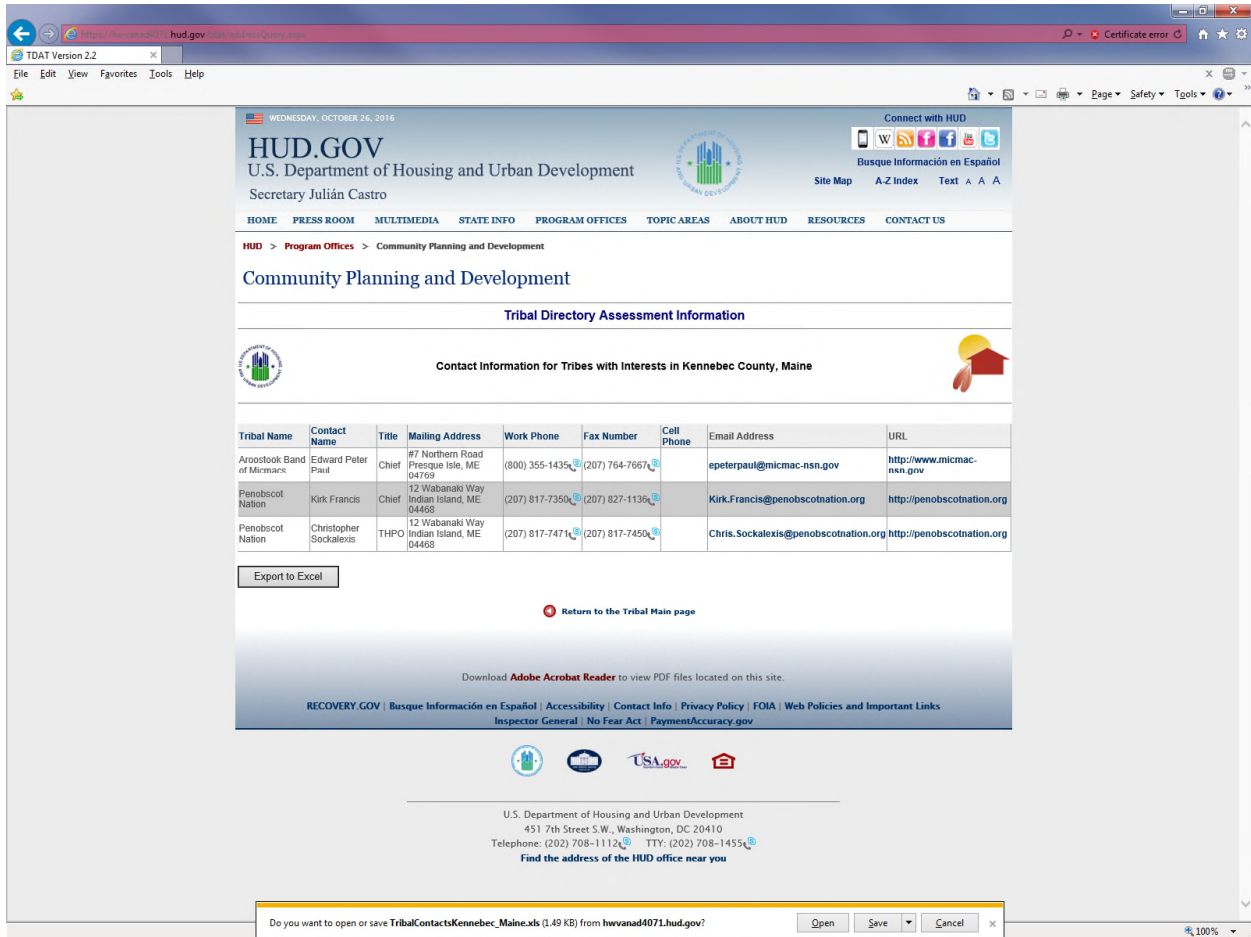 https://hwvanad4071.hud.gov/tdat/addressQuery.aspx
Certificate error
TDAT Version 2.2
File Edit View Favorites Tools Help
Page Safety Tools
WEDNESDAY, OCTOBER 26, 2016
Connect with HUD
HUD.GOV
U.S. Department of Housing and Urban Development
Secretary Julián Castro
Busque Información en Español
Site Map A-Z Index Text A A A
HOME PRESS ROOM MULTIMEDIA STATE INFO PROGRAM OFFICES TOPIC AREAS ABOUT HUD RESOURCES CONTACT US
HUD > Program Offices > Community Planning and Development
Community Planning and Development
Tribal Directory Assessment Information
Contact Information for Tribes with Interests in Kennebec County, Maine
Tribal Name Contact Name Title Mailing Address Work Phone Fax Number Cell Phone Email Address URL
Aroostook Band of Micmacs Edward Peter Paul Chief #7 Northern Road Presque Isle, ME 04769 (800) 355-1435 (207) 764-7667 epeterpaul@micmac-nsn.gov http://www.micmac-nsn.gov
Penobscot Nation Kirk Francis Chief 12 Wabanaki Way Indian Island, ME 04468 (207) 817-7350 (207) 827-1136 Kirk.Francis@penobscotnation.org http://penobscotnation.org
Penobscot Nation Christopher Sockalexis THPO 12 Wabanaki Way Indian Island, ME 04468 (207) 817-7471 (207) 817-7450 Chris.Sockalexis@penobscotnation.org http://penobscotnation.org
Export to Excel
Return to the Tribal Main page
Download Adobe Acrobat Reader to view PDF files located on this site.
RECOVERY.GOV | Busque Información en Español | Accessibility | Contact Info | Privacy Policy | FOIA | Web Policies and Important Links
Inspector General | No Fear Act | PaymentAccuracy.gov
USA.gov
U.S. Department of Housing and Urban Development
451 7th Street S.W., Washington, DC 20410
Telephone: (202) 708-1112 TTY: (202) 708-1455
Find the address of the HUD office near you
Do you want to open or save TribalContactsKennebec_Maine.xls (1.49 KB) from hwvanad4071.hud.gov?
Open Save Cancel
100%